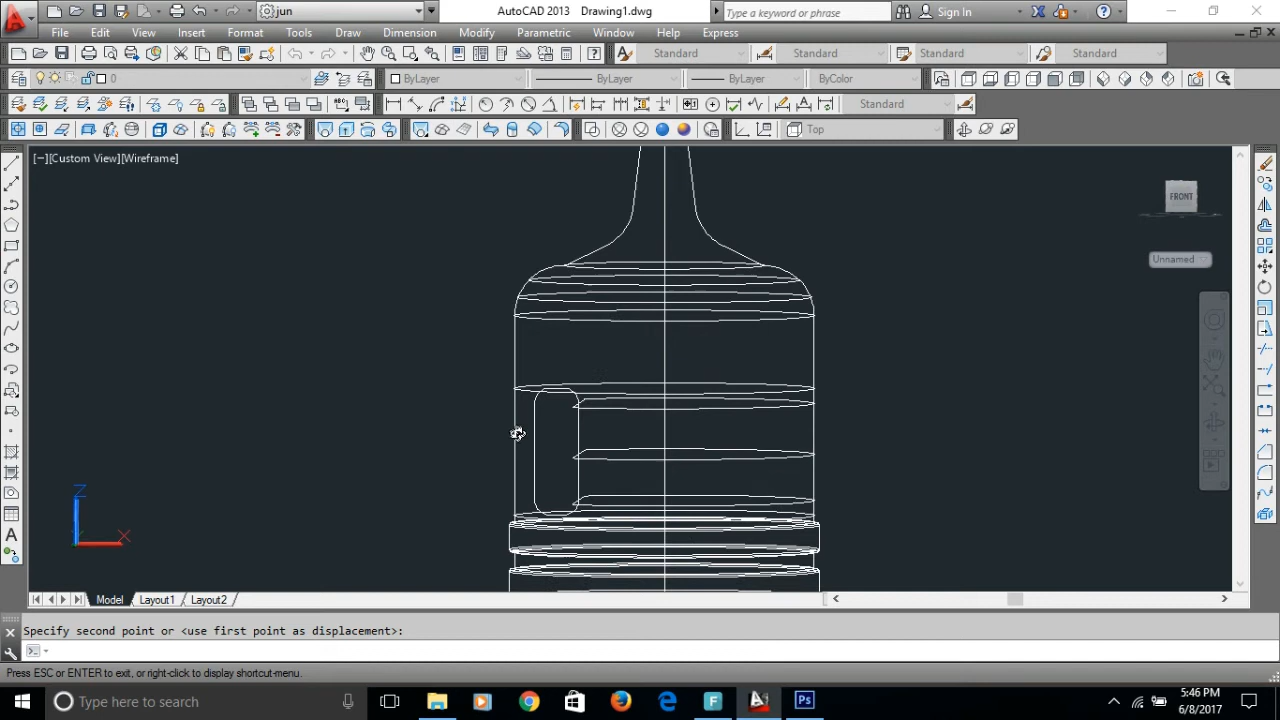 jun
AutoCAD 2013 Drawing1.dwg
Type a keyword or phrase
Sign In
File Edit View Insert Format Tools Draw Dimension Modify Parametric Window Help Express
Standard Standard Standard Standard
0 ByLayer ByLayer ByLayer ByColor
Standard
Top
[−][Custom View][Wireframe]
FRONT
Unnamed
Z
X
Model Layout1 Layout2
Specify second point or <use first point as displacement>:
Press ESC or ENTER to exit, or right-click to display shortcut-menu.
Type here to search
5:46 PM
6/8/2017